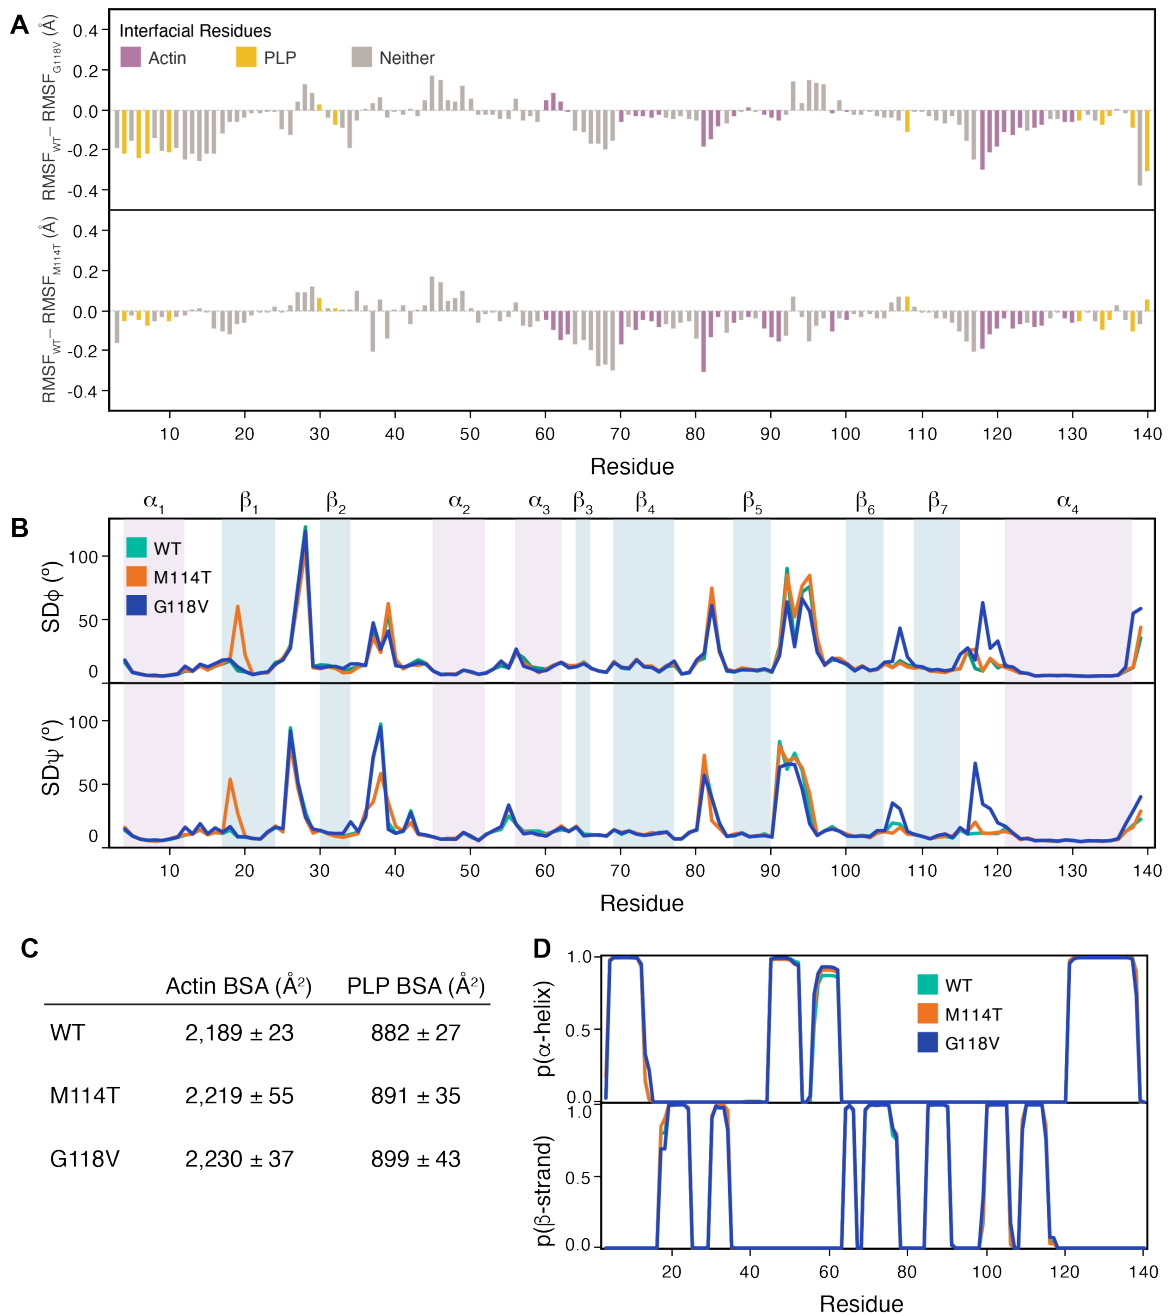 A
Interfacial Residues
Actin PLP Neither
RMSF_WT – RMSF_G118V (Å)
0.4
0.2
0.0
-0.2
-0.4
RMSF_WT – RMSF_M114T (Å)
0.4
0.2
0.0
-0.2
-0.4
10 20 30 40 50 60 70 80 90 100 110 120 130 140
Residue
α1 β1 β2 α2 α3 β3 β4 β5 β6 β7 α4
B
WT
M114T
G118V
SDϕ (º)
100
50
0
SDψ (º)
100
50
0
10 20 30 40 50 60 70 80 90 100 110 120 130 140
Residue
C
Actin BSA (Å²) PLP BSA (Å²)
WT 2,189 ± 23 882 ± 27
M114T 2,219 ± 55 891 ± 35
G118V 2,230 ± 37 899 ± 43
D
WT
M114T
G118V
p(α-helix)
1.0
0.5
0.0
p(β-strand)
1.0
0.5
0.0
20 40 60 80 100 120 140
Residue